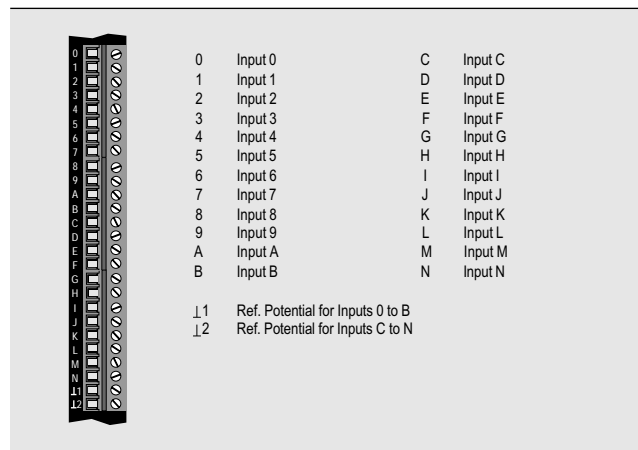 0
1
2
3
4
5
6
7
8
9
A
B
C
D
E
F
G
H
I
J
K
L
M
N
⊥1
⊥2
0 Input 0
1 Input 1
2 Input 2
3 Input 3
4 Input 4
5 Input 5
6 Input 6
7 Input 7
8 Input 8
9 Input 9
A Input A
B Input B
C Input C
D Input D
E Input E
F Input F
G Input G
H Input H
I Input I
J Input J
K Input K
L Input L
M Input M
N Input N
⊥1 Ref. Potential for Inputs 0 to B
⊥2 Ref. Potential for Inputs C to N